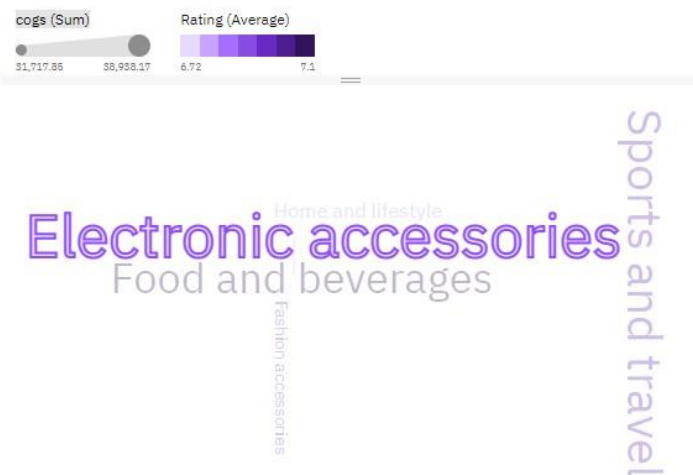 cogs (Sum)
Rating (Average)
31,717.85
38,938.17
6.72
7.1
Sports and travel
Home and lifestyle
Electronic accessories
Food and beverages
Fashion accessories